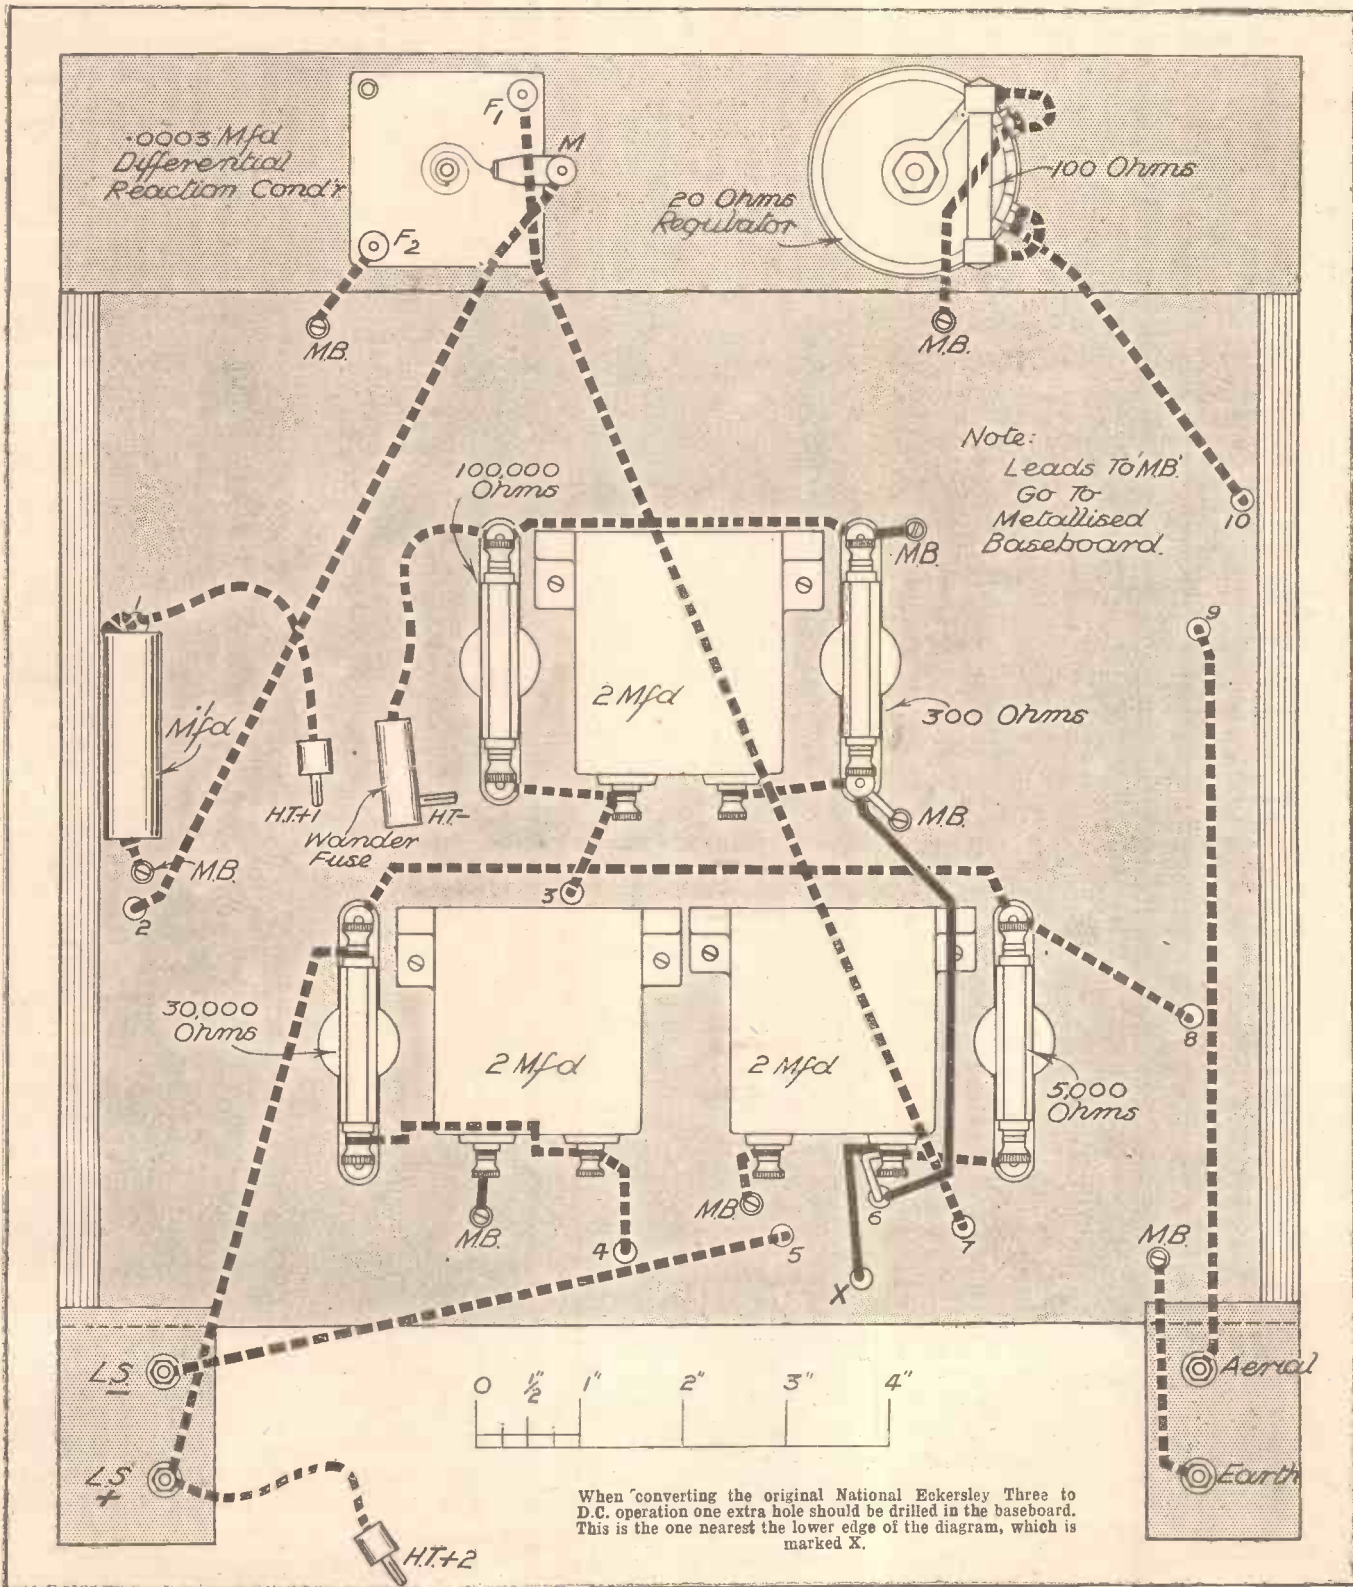 .0003 Mfd
Differential
Reaction Cond'r.
F1
M
F2
M.B.
20 Ohms
Regulator
100 Ohms
M.B.
Note:
Leads To 'M.B.'
Go To
Metallised
Baseboard.
10
100,000
Ohms
M.B.
9
1
.1
Mfd
2 Mfd
300 Ohms
H.T.+1
Wander
Fuse
H.T.-
M.B.
M.B.
2
3
30,000
Ohms
2 Mfd
2 Mfd
8
5,000
Ohms
M.B.
4
M.B.
5
6
7
X
M.B.
L.S.
-
Aerial
0 1/2" 1" 2" 3" 4"
L.S.
+
Earth
H.T.+2
When converting the original National Eckersley Three to
D.C. operation one extra hole should be drilled in the baseboard.
This is the one nearest the lower edge of the diagram, which is
marked X.